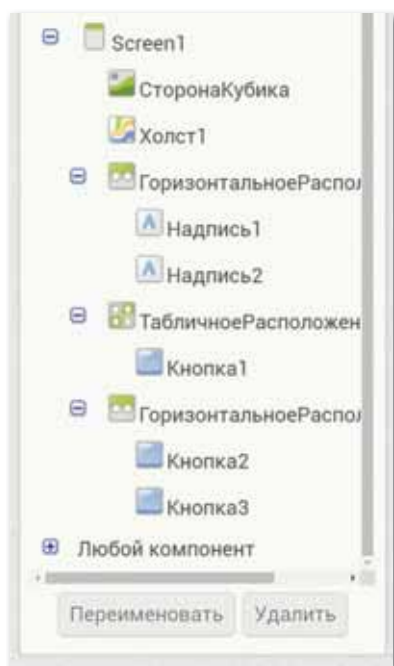 Screen1
СторонаКубика
Холст1
ГоризонтальноеРаспол
Надпись1
Надпись2
ТабличноеРасположен
Кнопка1
ГоризонтальноеРаспол
Кнопка2
Кнопка3
Любой компонент
Переименовать Удалить